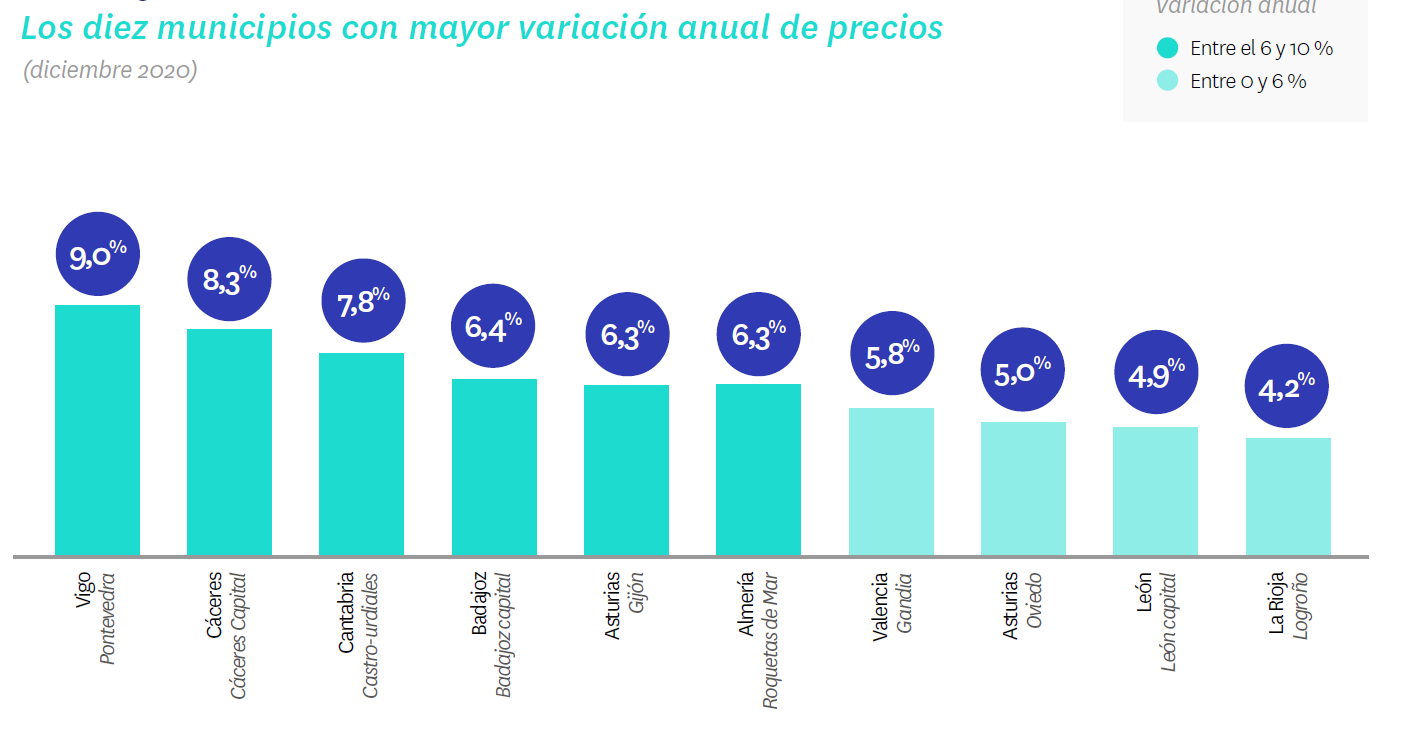 Los diez municipios con mayor variación anual de precios
(diciembre 2020)
variación anual
Entre el 6 y 10 %
Entre 0 y 6 %
9,0%
8,3%
7,8%
6,4%
6,3%
6,3%
5,8%
5,0%
4,9%
4,2%
Vigo
Pontevedra
Cáceres
Cáceres Capital
Cantabria
Castro-urdiales
Badajoz
Badajoz capital
Asturias
Gijón
Almería
Roquetas de Mar
Valencia
Gandia
Asturias
Oviedo
León
León capital
La Rioja
Logroño